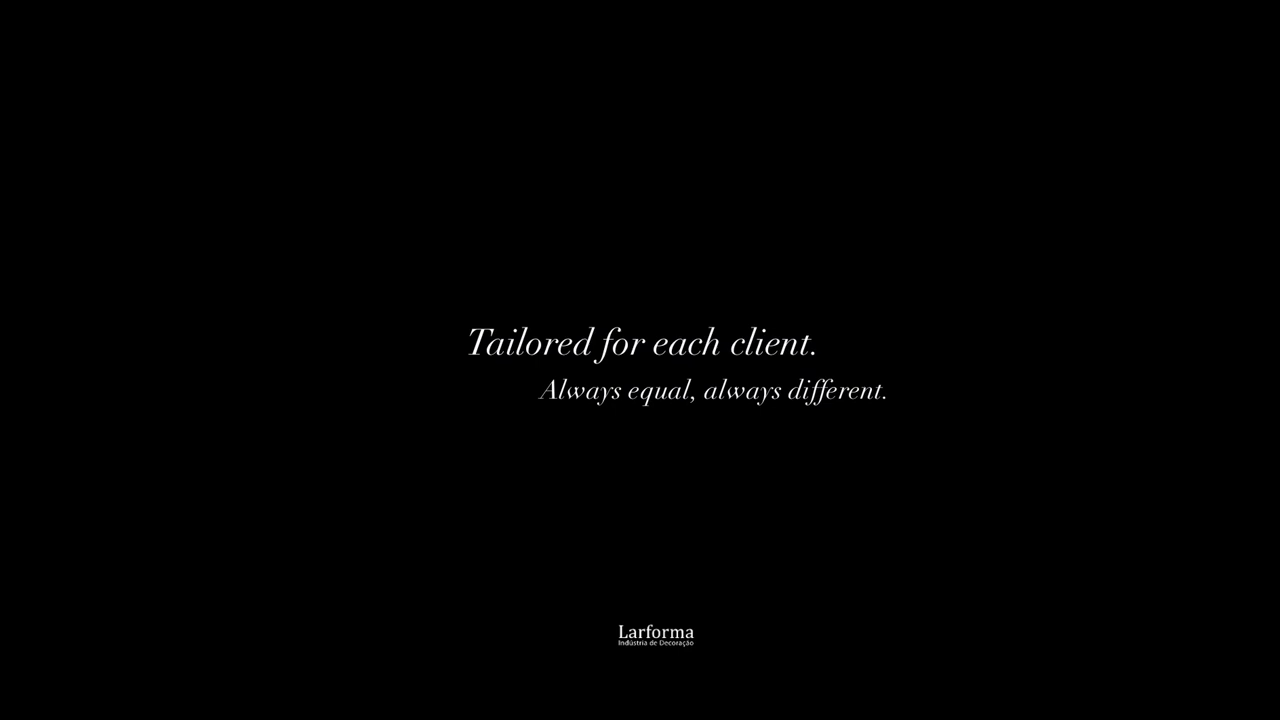 Tailored for each client.
Always equal, always different.
Larforma
Indústria de Decoração